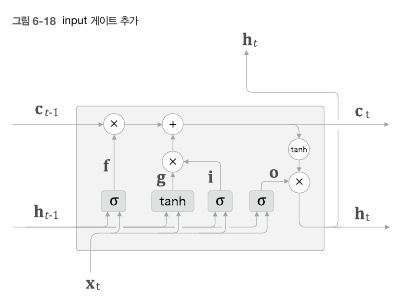 그림 6-18 input 게이트 추가
h_t
c_{t-1}
c_t
× +
tanh
f g × i o ×
σ tanh σ σ
h_{t-1}
h_t
x_t